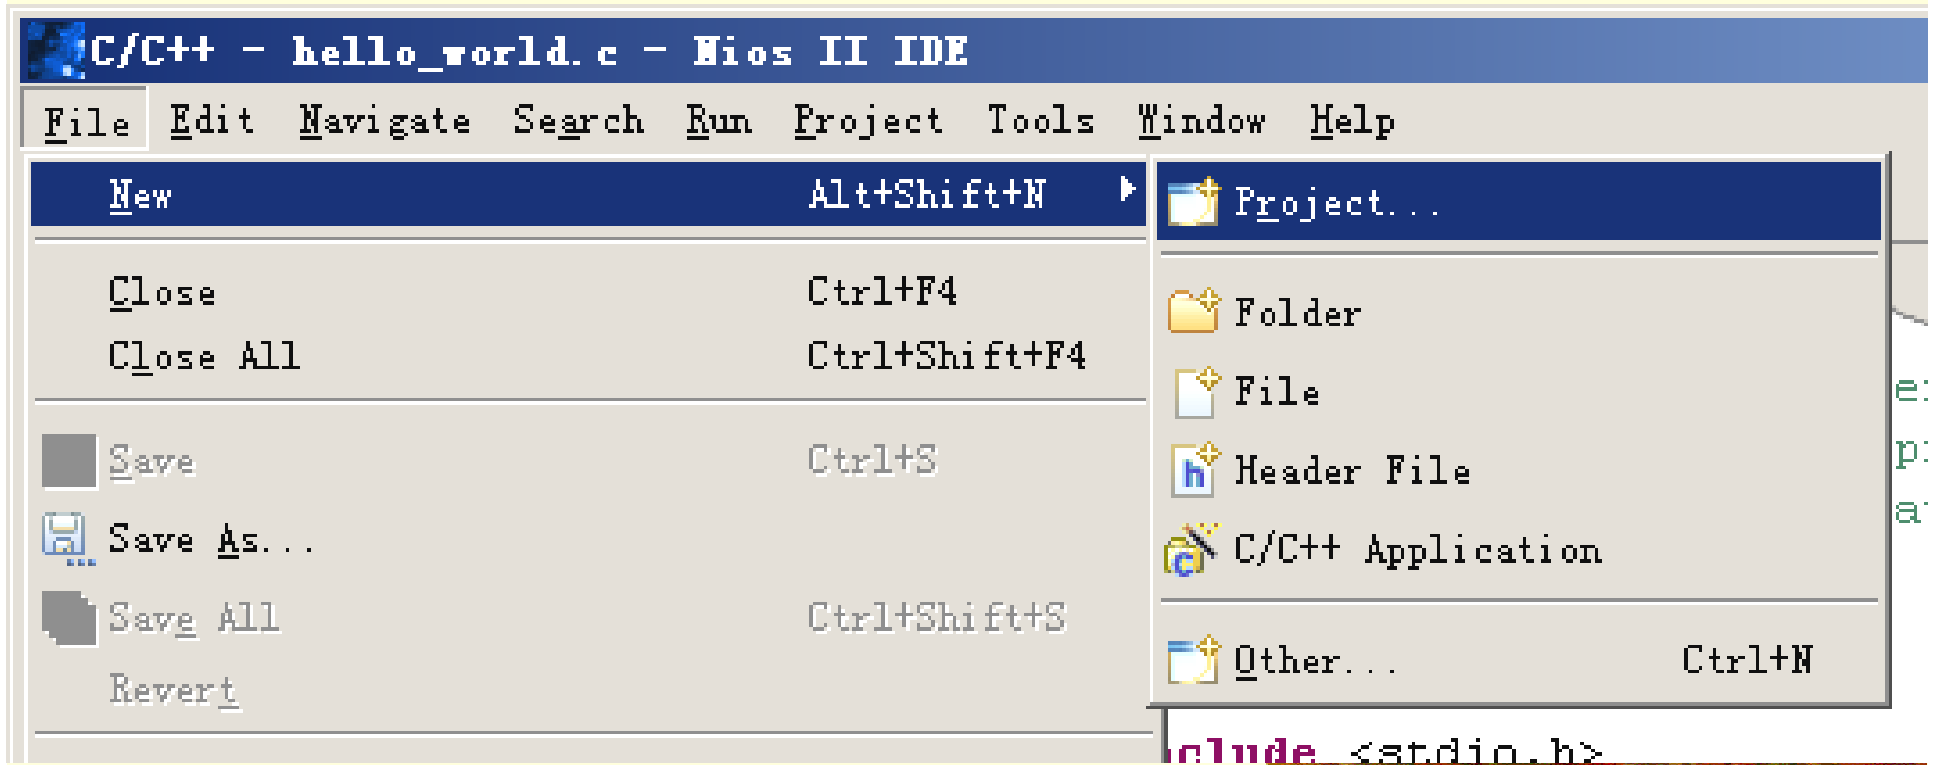 C/C++ - hello_world.c - Nios II IDE
File Edit Navigate Search Run Project Tools Window Help
New Alt+Shift+N
Close Ctrl+F4
Close All Ctrl+Shift+F4
Save Ctrl+S
Save As...
Save All Ctrl+Shift+S
Revert
Project...
Folder
File
Header File
C/C++ Application
Other... Ctrl+N
clude <stdio.h>